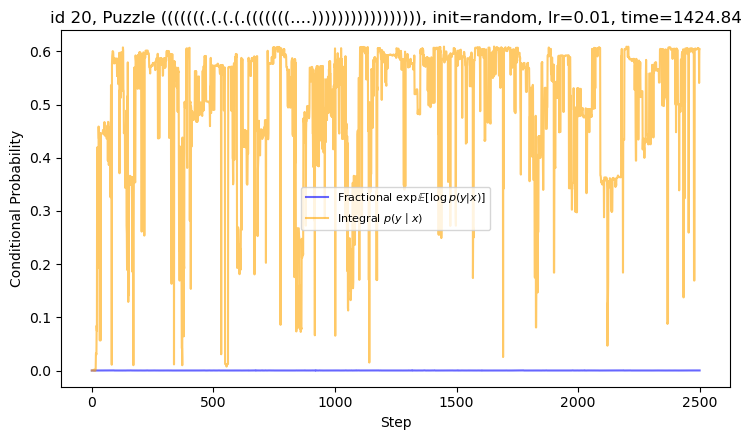 id 20, Puzzle (((((((.(.(.(.(((((((....))))))))))))))))), init=random, lr=0.01, time=1424.84
0.6
0.5
0.4
0.3
0.2
0.1
0.0
Conditional Probability
Fractional exp𝔼[log p(y|x)]
Integral p(y | x)
0 500 1000 1500 2000 2500
Step